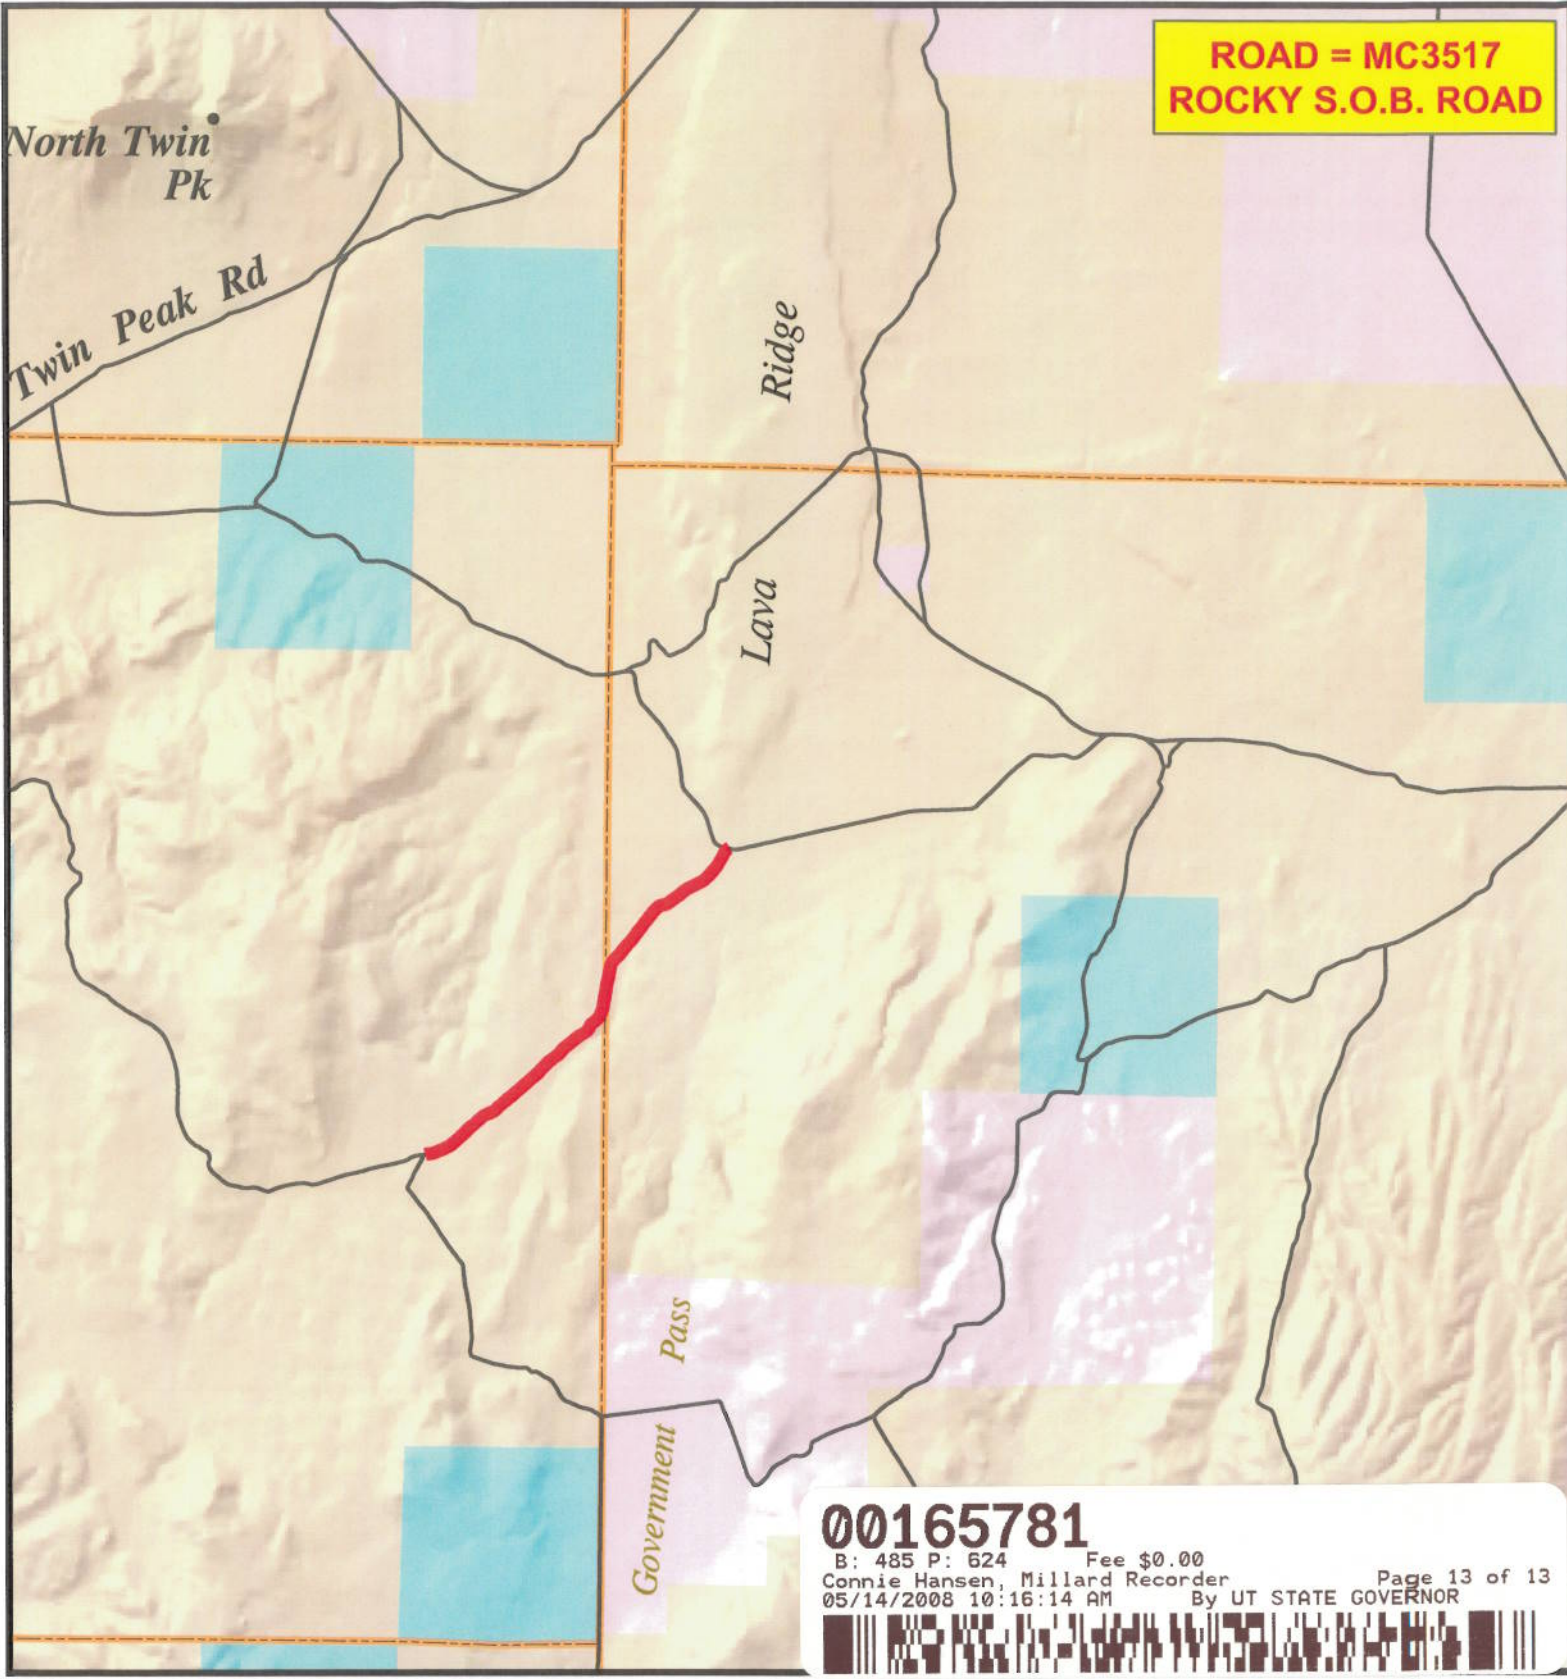 ROAD = MC3517
ROCKY S.O.B. ROAD
North Twin
Pk
Twin Peak Rd
Ridge
Lava
Pass
Government
00165781
B: 485 P: 624 Fee $0.00
Connie Hansen, Millard Recorder Page 13 of 13
05/14/2008 10:16:14 AM By UT STATE GOVERNOR